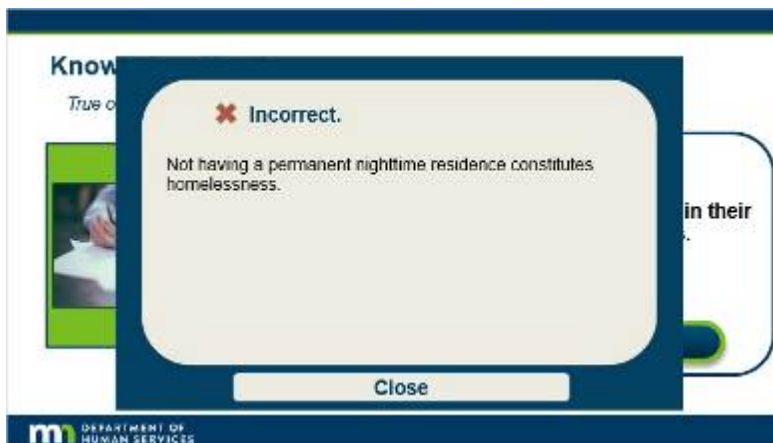 Know
True o
Incorrect.
Not having a permanent nighttime residence constitutes
homelessness.
in their
Close
DEPARTMENT OF
HUMAN SERVICES